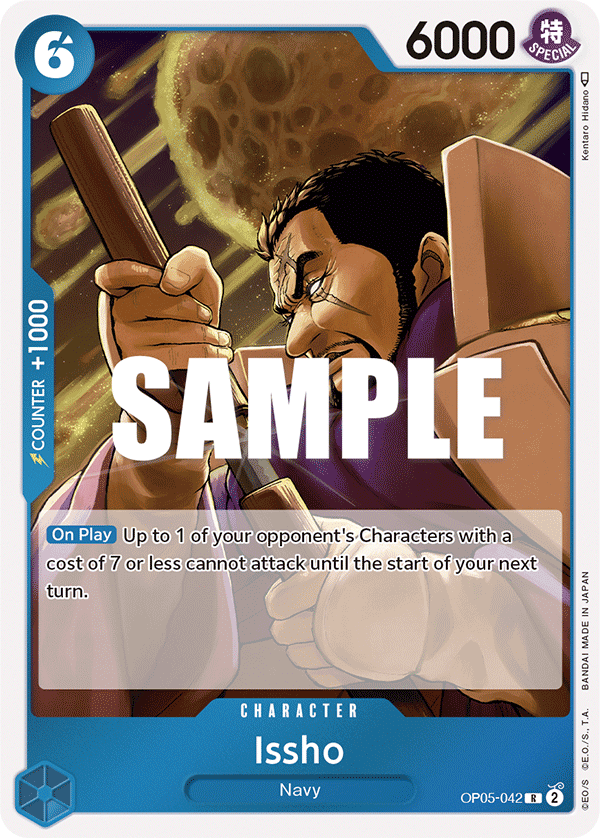 6
6000
特
SPECIAL
Kentaro Hidano
COUNTER +1000
SAMPLE
On Play Up to 1 of your opponent's Characters with a
cost of 7 or less cannot attack until the start of your next
turn.
CHARACTER
Issho
Navy
OP05-042 R 2
©E.O./S., T.A. BANDAI MADE IN JAPAN
©EO/S